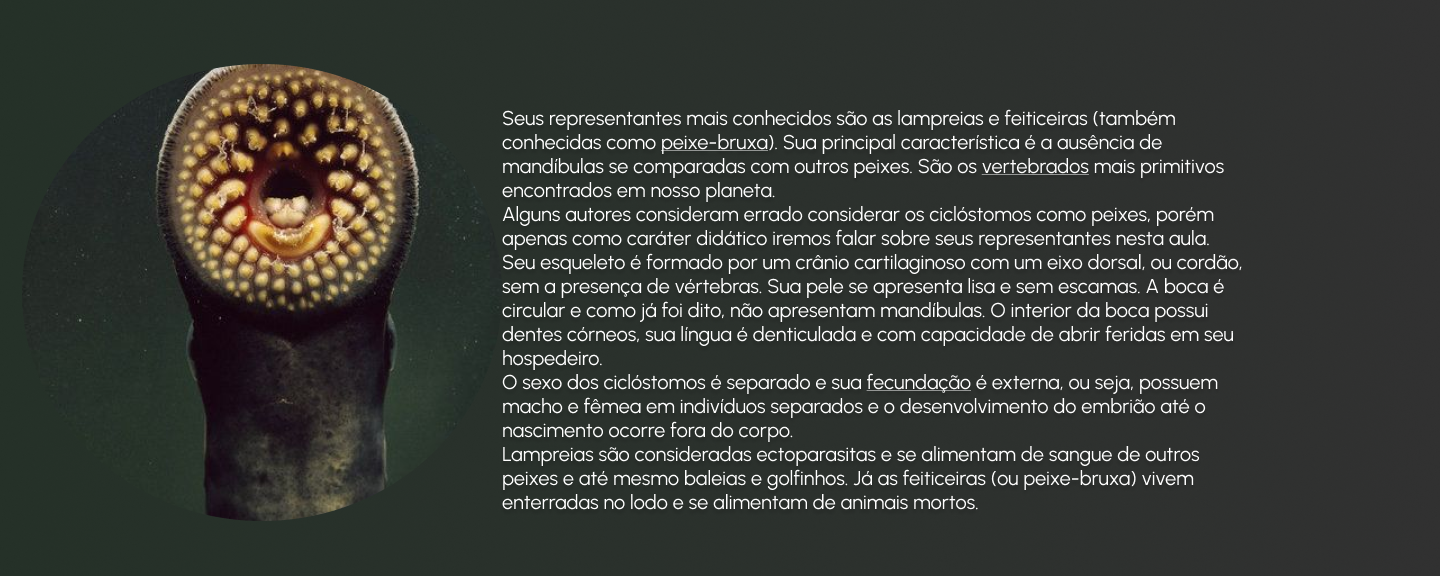 Seus representantes mais conhecidos são as lampreias e feiticeiras (também
conhecidas como peixe-bruxa). Sua principal característica é a ausência de
mandíbulas se comparadas com outros peixes. São os vertebrados mais primitivos
encontrados em nosso planeta.
Alguns autores consideram errado considerar os ciclóstomos como peixes, porém
apenas como caráter didático iremos falar sobre seus representantes nesta aula.
Seu esqueleto é formado por um crânio cartilaginoso com um eixo dorsal, ou cordão,
sem a presença de vértebras. Sua pele se apresenta lisa e sem escamas. A boca é
circular e como já foi dito, não apresentam mandíbulas. O interior da boca possui
dentes córneos, sua língua é denticulada e com capacidade de abrir feridas em seu
hospedeiro.
O sexo dos ciclóstomos é separado e sua fecundação é externa, ou seja, possuem
macho e fêmea em indivíduos separados e o desenvolvimento do embrião até o
nascimento ocorre fora do corpo.
Lampreias são consideradas ectoparasitas e se alimentam de sangue de outros
peixes e até mesmo baleias e golfinhos. Já as feiticeiras (ou peixe-bruxa) vivem
enterradas no lodo e se alimentam de animais mortos.